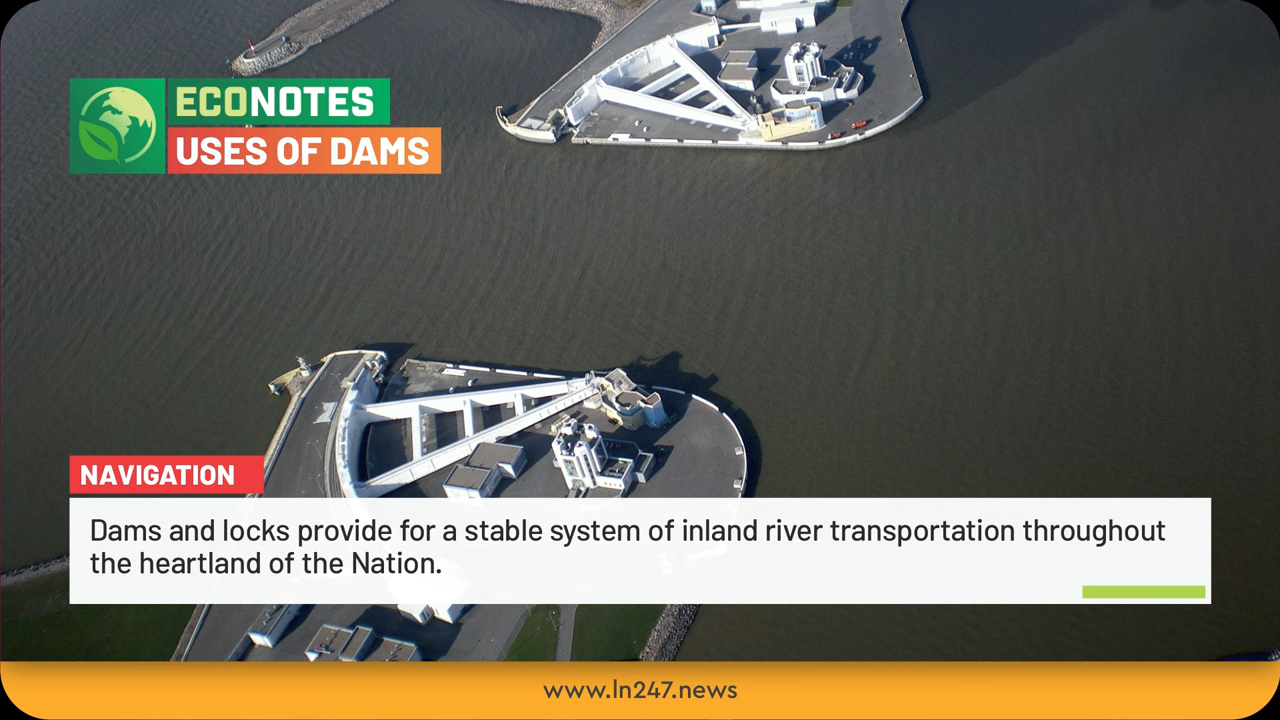 ECONOTES
USES OF DAMS
NAVIGATION
Dams and locks provide for a stable system of inland river transportation throughout
the heartland of the Nation.
www.ln247.news